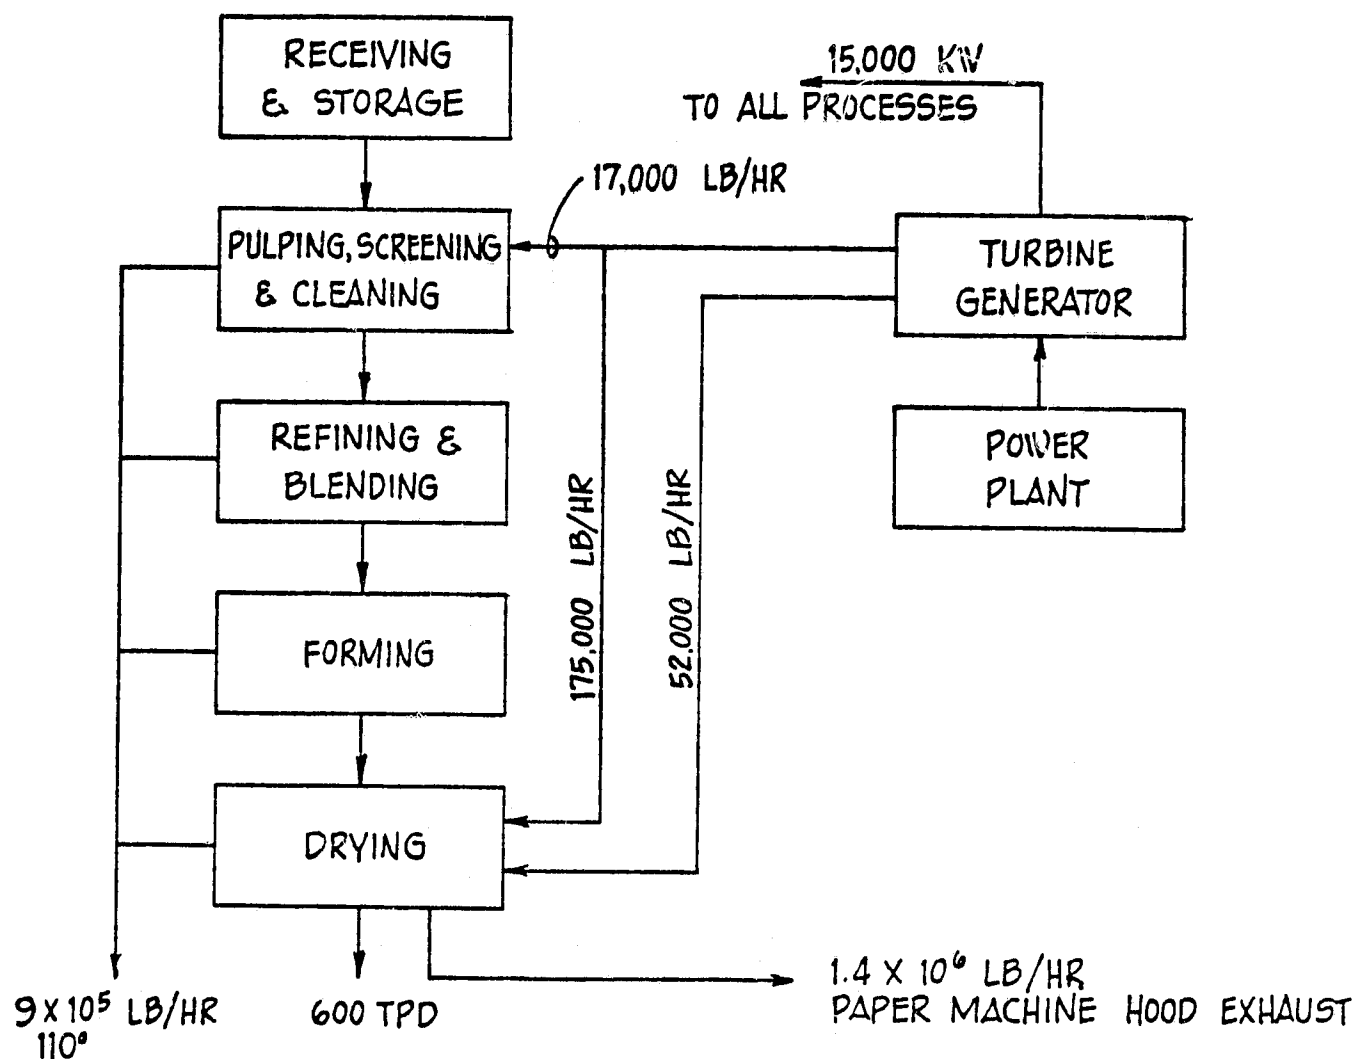 RECEIVING
& STORAGE
15,000 KW
TO ALL PROCESSES
17,000 LB/HR
PULPING, SCREENING
& CLEANING
TURBINE
GENERATOR
REFINING &
BLENDING
POWER
PLANT
175,000 LB/HR
52,000 LB/HR
FORMING
DRYING
9 X 10⁵ LB/HR
110°
600 TPD
1.4 X 10⁶ LB/HR
PAPER MACHINE HOOD EXHAUST